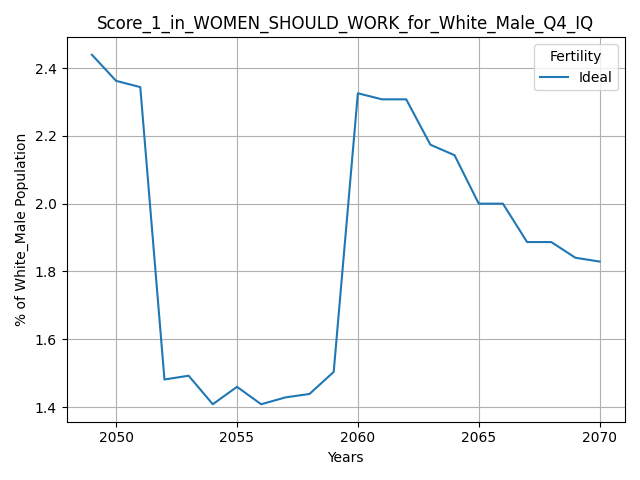 Score_1_in_WOMEN_SHOULD_WORK_for_White_Male_Q4_IQ
Fertility
Ideal
% of White_Male Population
2.4
2.2
2.0
1.8
1.6
1.4
2050 2055 2060 2065 2070
Years